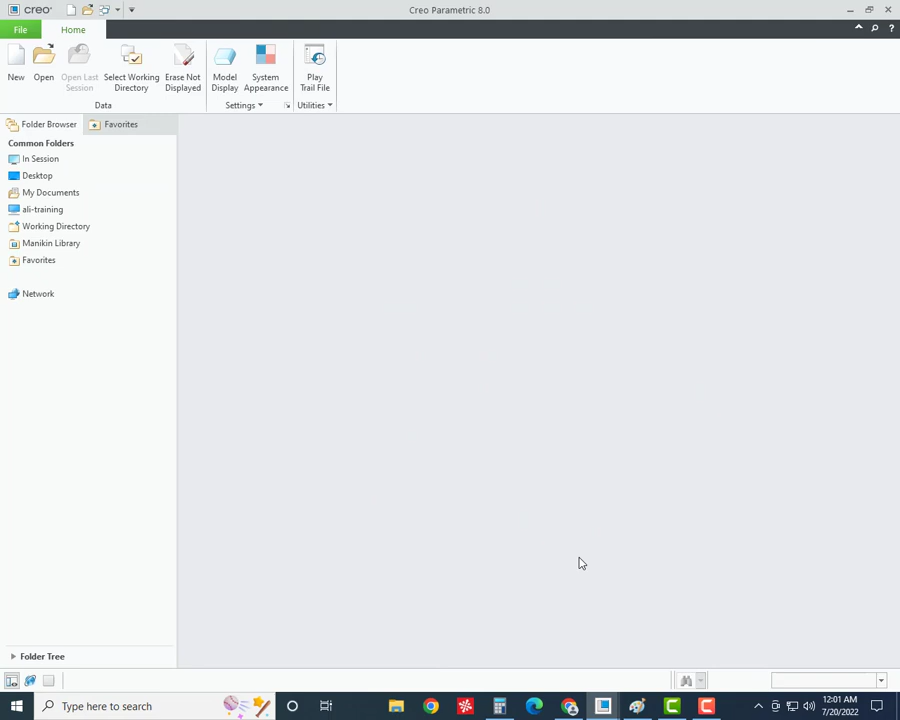 creo Creo Parametric 8.0
File Home
New Open Open Last Session Select Working Directory Erase Not Displayed Model Display System Appearance Play Trail File
Data Settings Utilities
Folder Browser Favorites
Common Folders
In Session
Desktop
My Documents
ali-training
Working Directory
Manikin Library
Favorites
Network
Folder Tree
Type here to search
12:01 AM
7/20/2022